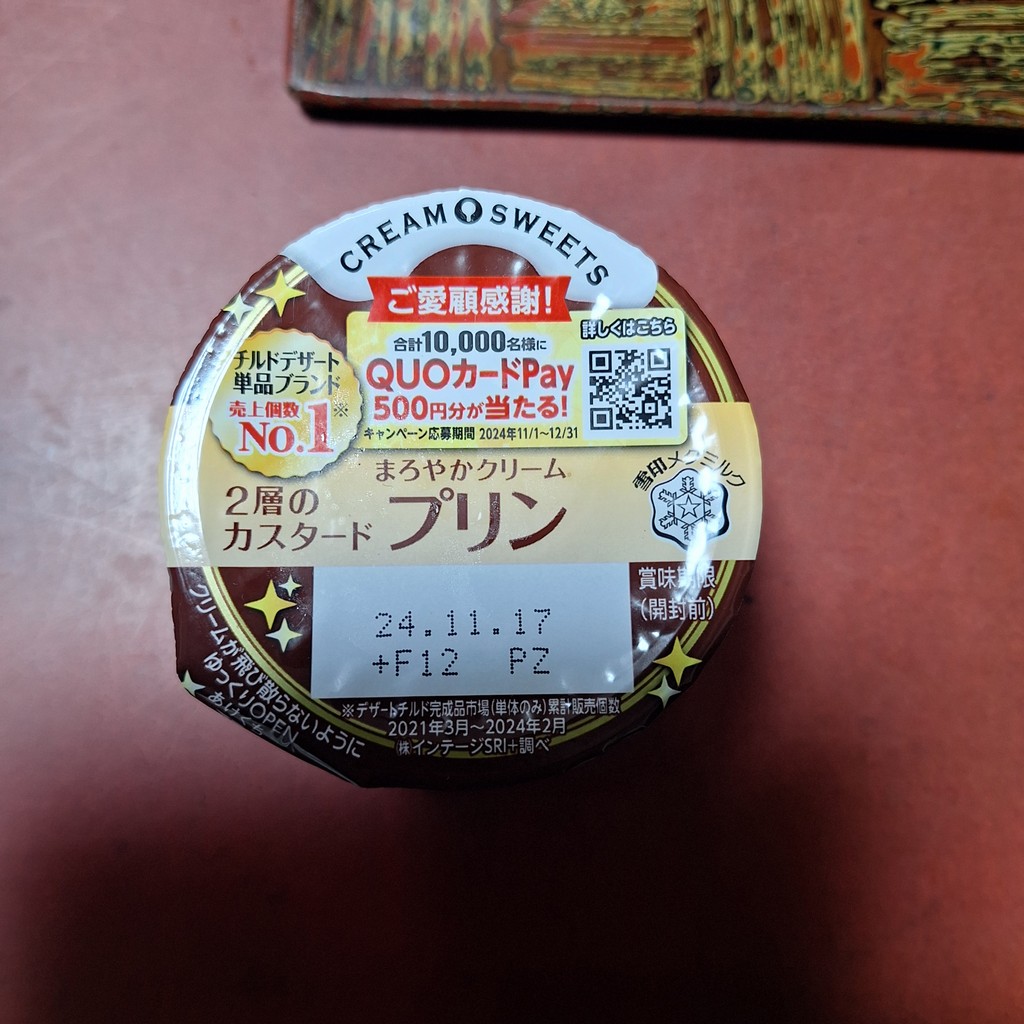 CREAM SWEETS
ご愛顧感謝!
詳しくはこちら
合計10,000名様に
QUOカードPay
500円分が当たる!
キャンペーン応募期間 2024年11/1~12/31
チルドデザート
単品ブランド
売上個数
No.1※
まろやかクリーム
2層の
カスタード プリン
雪印メグミルク
賞味期限
(開封前)
24.11.17
+F12 PZ
※デザートチルド完成品市場(単体のみ)累計販売個数
2021年3月~2024年2月
(株)インテージSRI+調べ
クリームが飛び散らないように
ゆっくりOPEN
あけくち